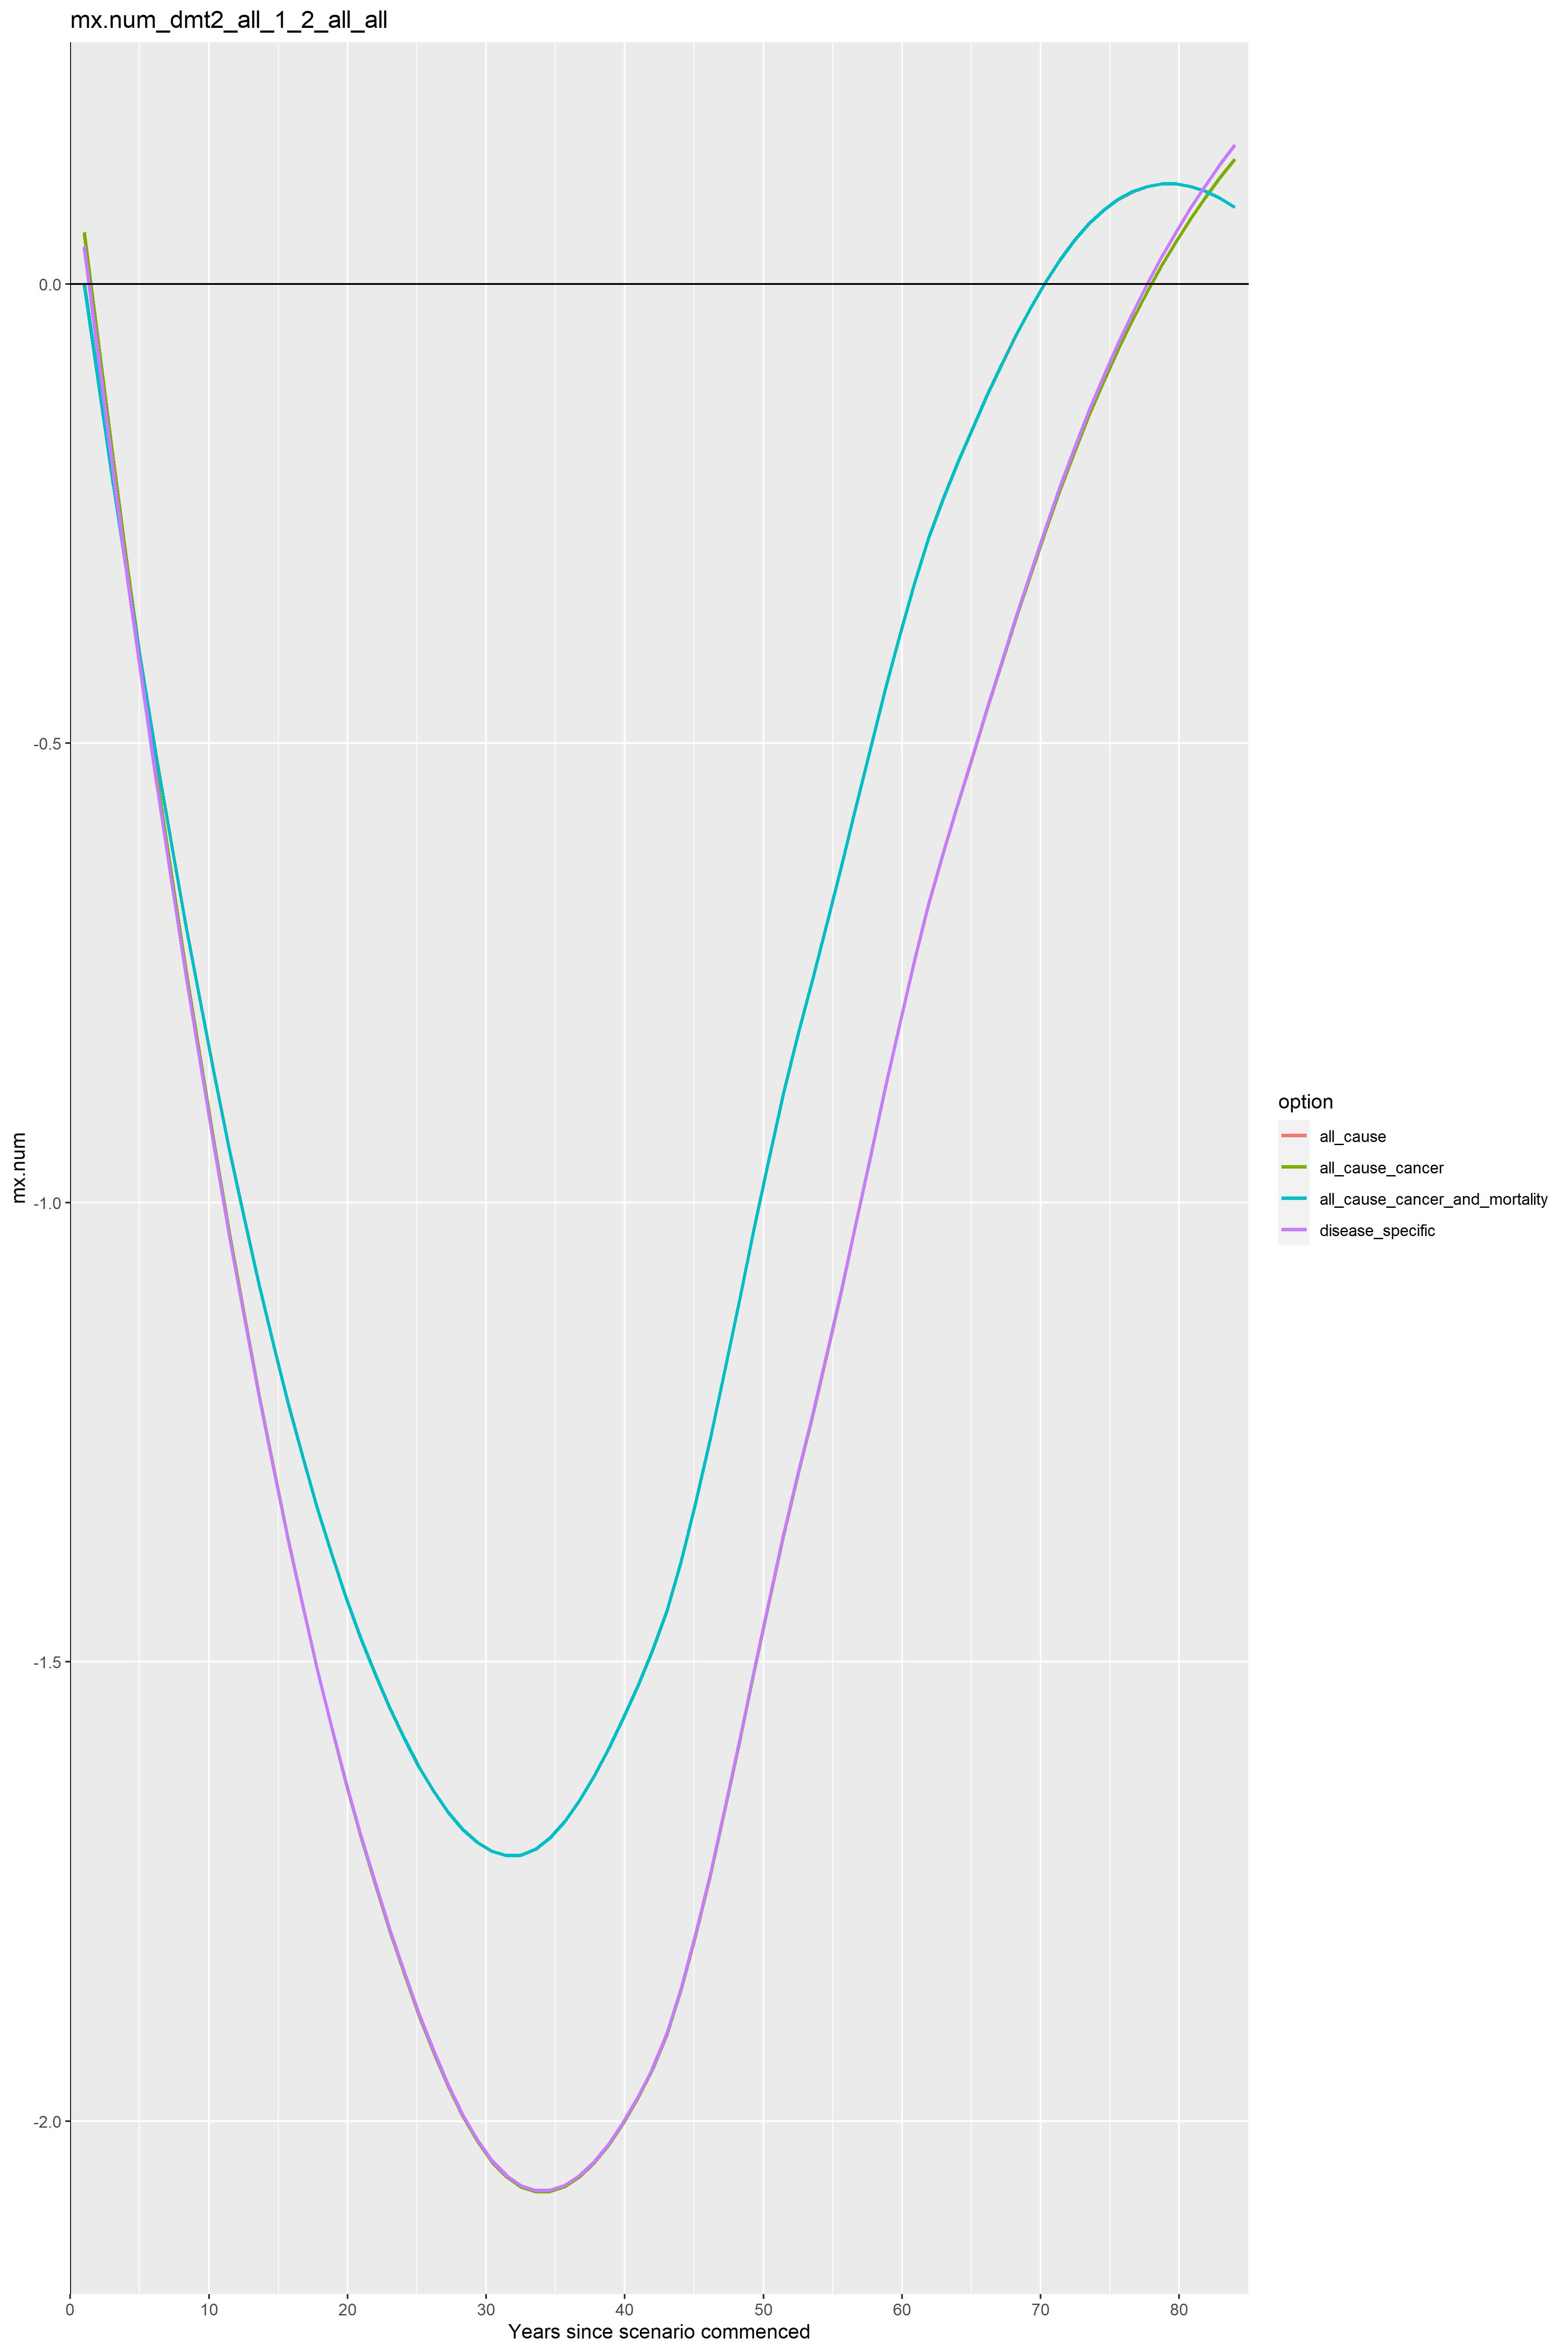 mx.num_dmt2_all_1_2_all_all
0.0
-0.5
-1.0
-1.5
-2.0
mx.num
0 10 20 30 40 50 60 70 80
Years since scenario commenced
option
all_cause
all_cause_cancer
all_cause_cancer_and_mortality
disease_specific